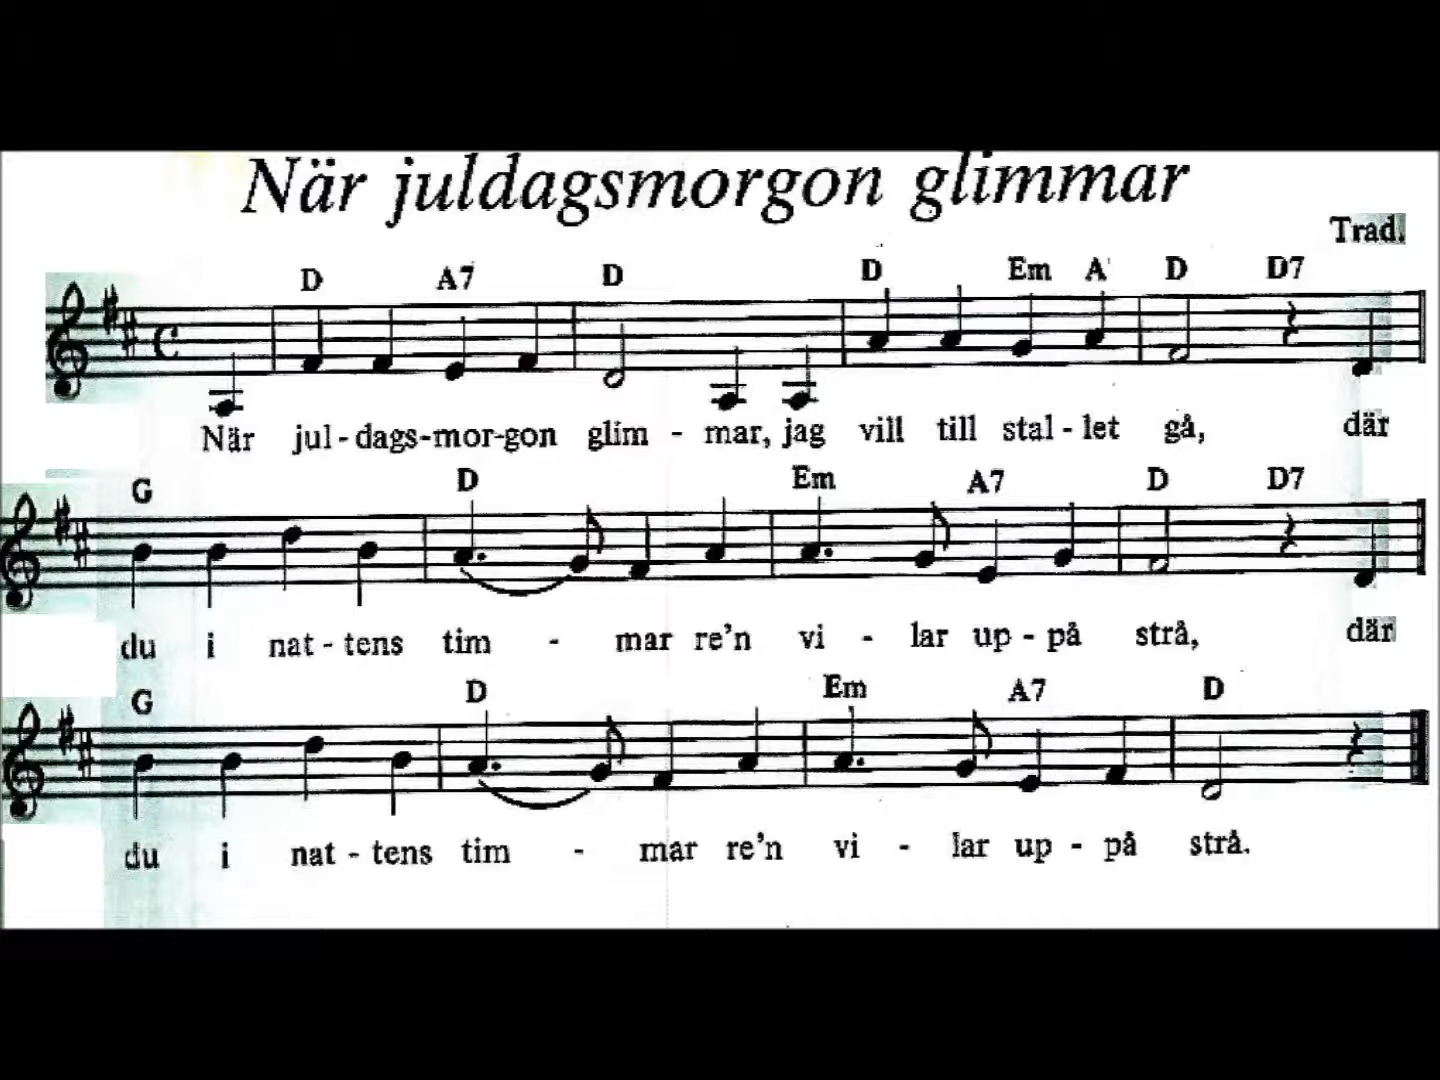 När juldagsmorgon glimmar
Trad.
D A7 D D Em A D D7
När jul-dags-mor-gon glim - mar, jag vill till stal-let gå, där
G D Em A7 D D7
du i nat-tens tim - mar re'n vi - lar up-på strå, där
G D Em A7 D
du i nat-tens tim - mar re'n vi - lar up-på strå.